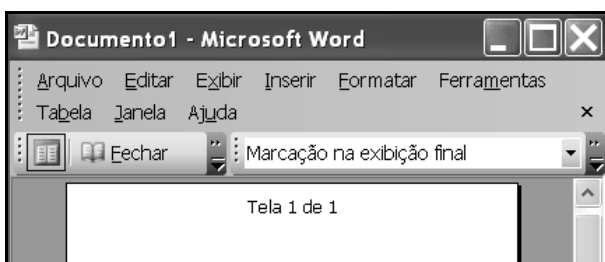 Documento1 - Microsoft Word
Arquivo Editar Exibir Inserir Formatar Ferramentas
Tabela Janela Ajuda
Fechar Marcação na exibição final
Tela 1 de 1